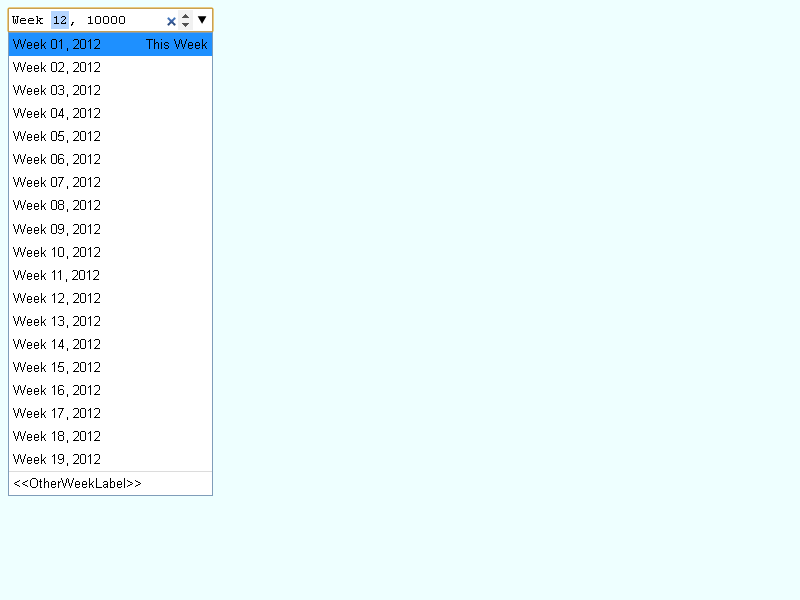 Week 12, 10000
Week 01, 2012 This Week
Week 02, 2012
Week 03, 2012
Week 04, 2012
Week 05, 2012
Week 06, 2012
Week 07, 2012
Week 08, 2012
Week 09, 2012
Week 10, 2012
Week 11, 2012
Week 12, 2012
Week 13, 2012
Week 14, 2012
Week 15, 2012
Week 16, 2012
Week 17, 2012
Week 18, 2012
Week 19, 2012
<<OtherWeekLabel>>